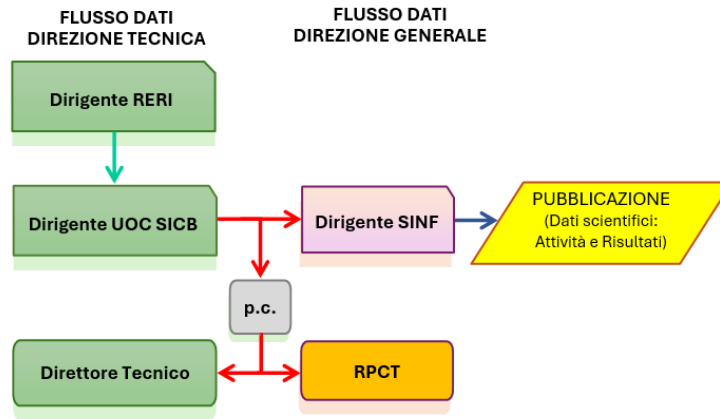 FLUSSO DATI
DIREZIONE TECNICA
FLUSSO DATI
DIREZIONE GENERALE
Dirigente RERI
Dirigente UOC SICB
Dirigente SINF
PUBBLICAZIONE
(Dati scientifici:
Attività e Risultati)
p.c.
Direttore Tecnico
RPCT